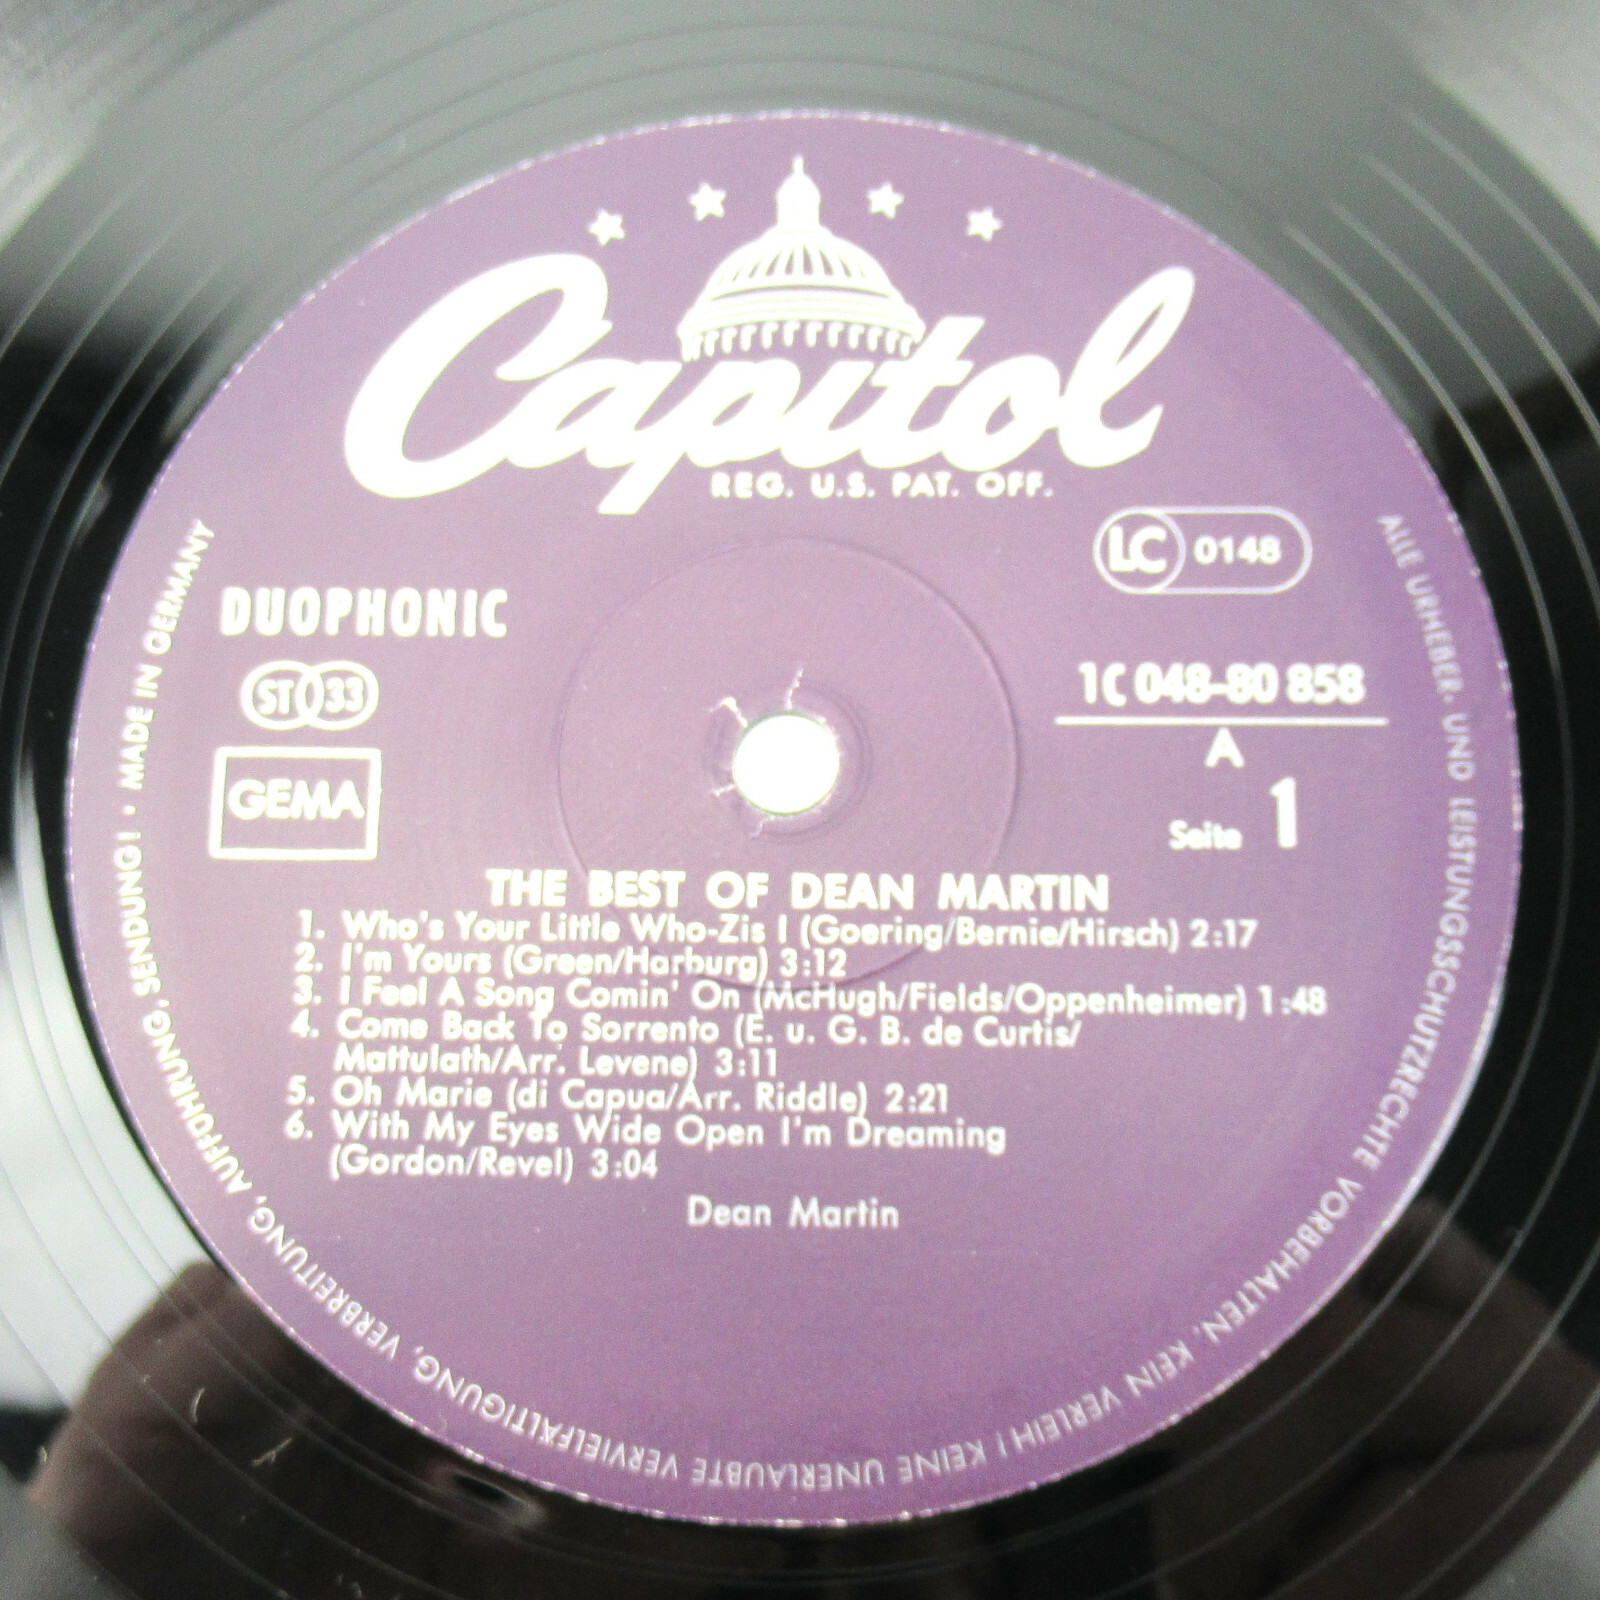 Capitol
REG. U.S. PAT. OFF.
LC 0148
DUOPHONIC
ST 33
GEMA
1C 048-80 858
A
Seite 1
THE BEST OF DEAN MARTIN
1. Who's Your Little Who-Zis I (Goering/Bernie/Hirsch) 2:17
2. I'm Yours (Green/Harburg) 3:12
3. I Feel A Song Comin' On (McHugh/Fields/Oppenheimer) 1:48
4. Come Back To Sorrento (E. u. G. B. de Curtis/
Mattulath/Arr. Levene) 3:11
5. Oh Marie (di Capua/Arr. Riddle) 2:21
6. With My Eyes Wide Open I'm Dreaming
(Gordon/Revel) 3:04
Dean Martin
ALLE URHEBER- UND LEISTUNGSSCHUTZRECHTE VORBEHALTEN. KEIN VERLEIH! KEINE UNERLAUBTE VERVIELFÄLTIGUNG, VERBREITUNG, AUFFÜHRUNG, SENDUNG! · MADE IN GERMANY